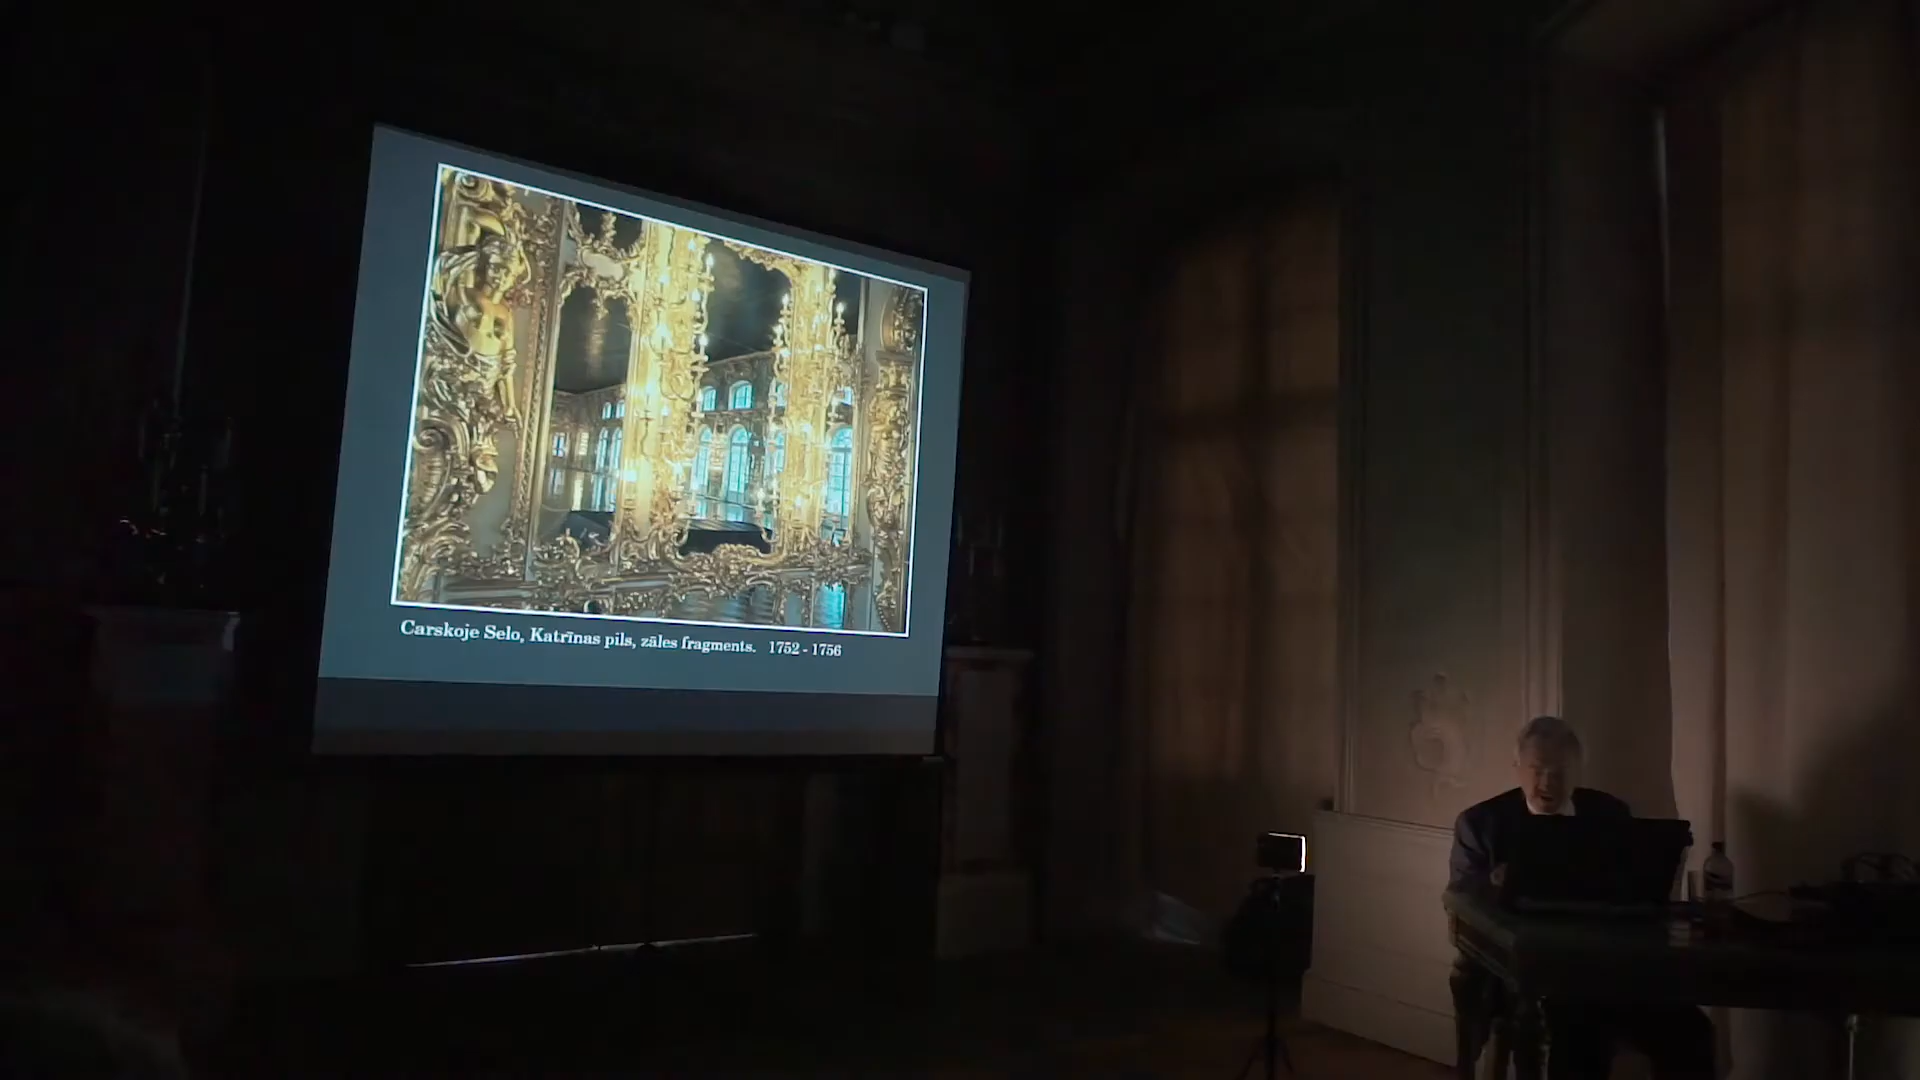 Carskoje Selo, Katrīnas pils, zāles fragments. 1752 - 1756